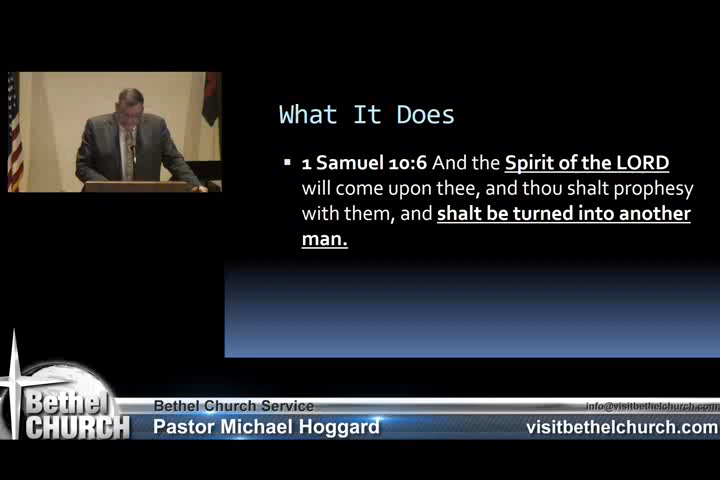 What It Does
1 Samuel 10:6 And the Spirit of the LORD
will come upon thee, and thou shalt prophesy
with them, and shalt be turned into another
man.
Bethel
CHURCH
Bethel Church Service
info@visitbethelchurch.com
Pastor Michael Hoggard
visitbethelchurch.com